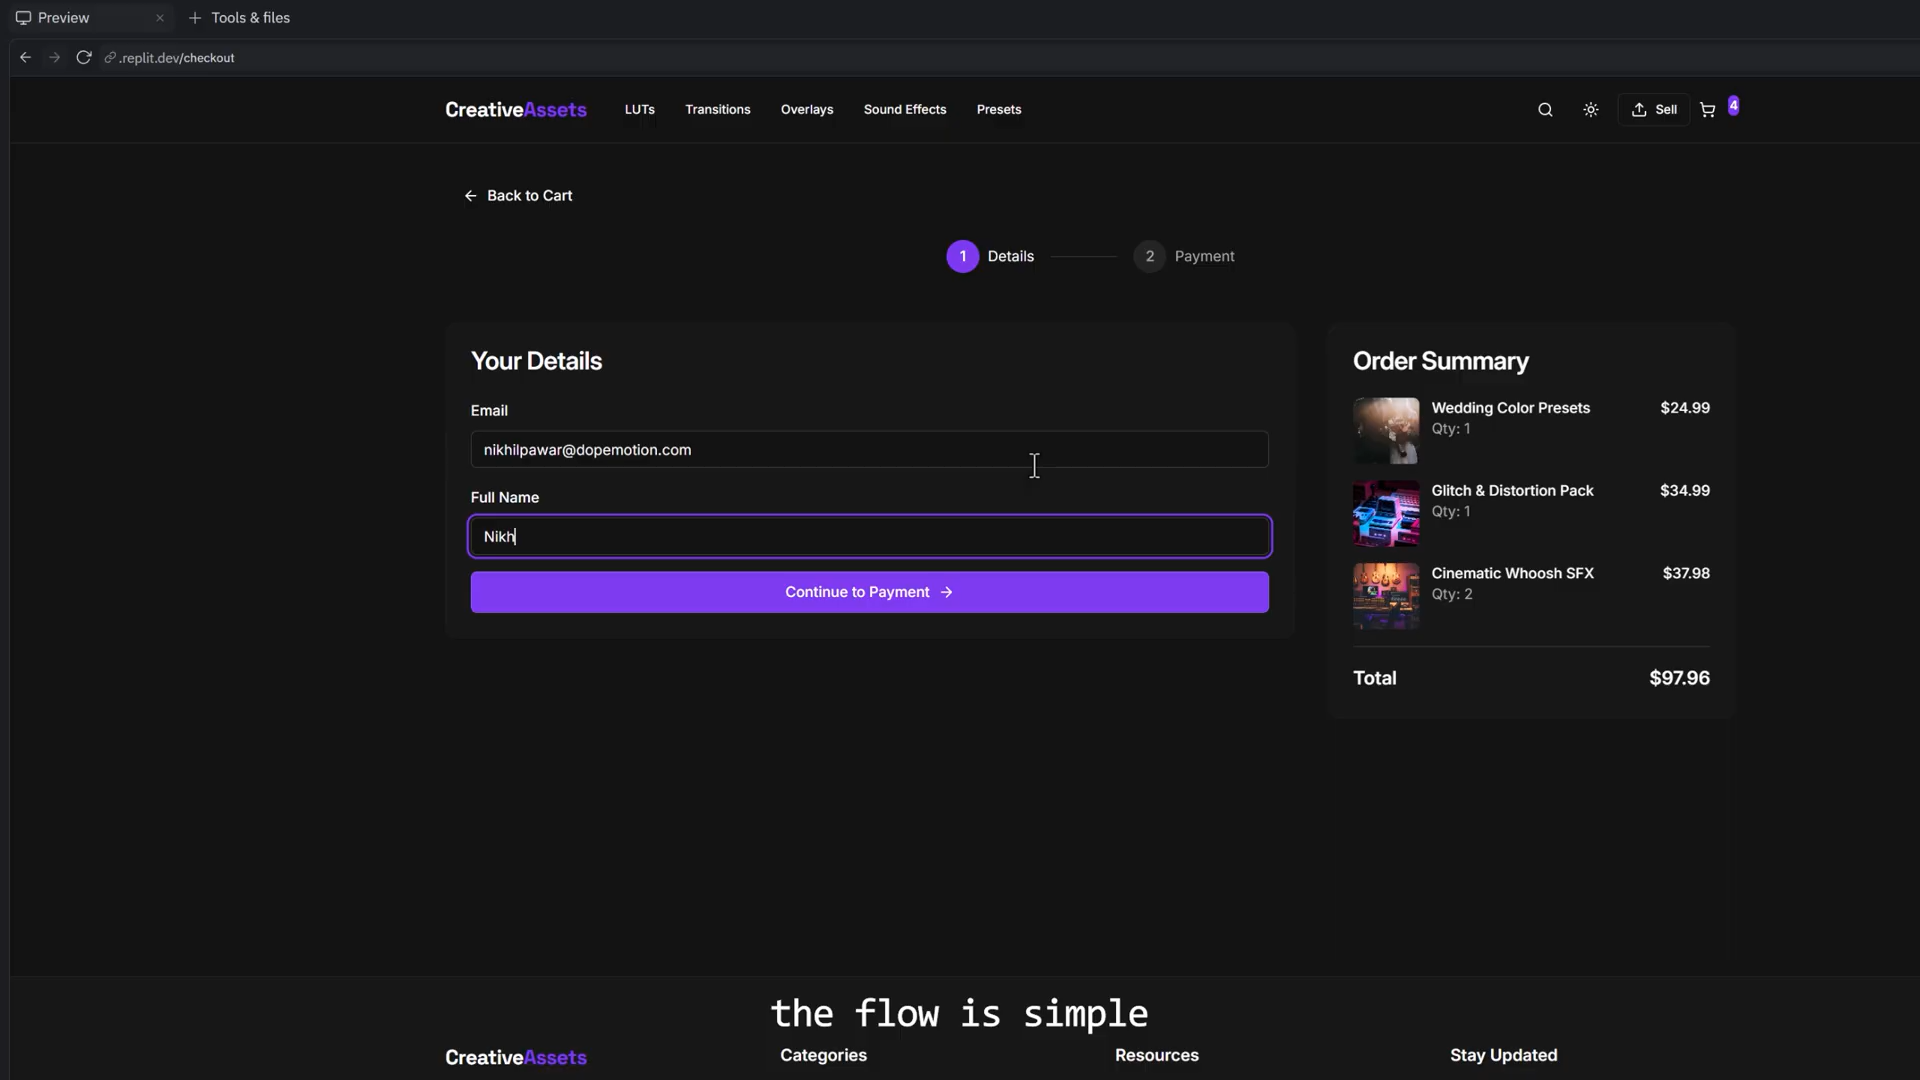 Preview
Tools & files
.replit.dev/checkout
CreativeAssets
LUTs
Transitions
Overlays
Sound Effects
Presets
Sell
4
Back to Cart
1 Details
2 Payment
Your Details
Email
nikhilpawar@dopemotion.com
Full Name
Nikh
Continue to Payment
Order Summary
Wedding Color Presets $24.99
Qty: 1
Glitch & Distortion Pack $34.99
Qty: 1
Cinematic Whoosh SFX $37.98
Qty: 2
Total $97.96
the flow is simple
CreativeAssets
Categories
Resources
Stay Updated